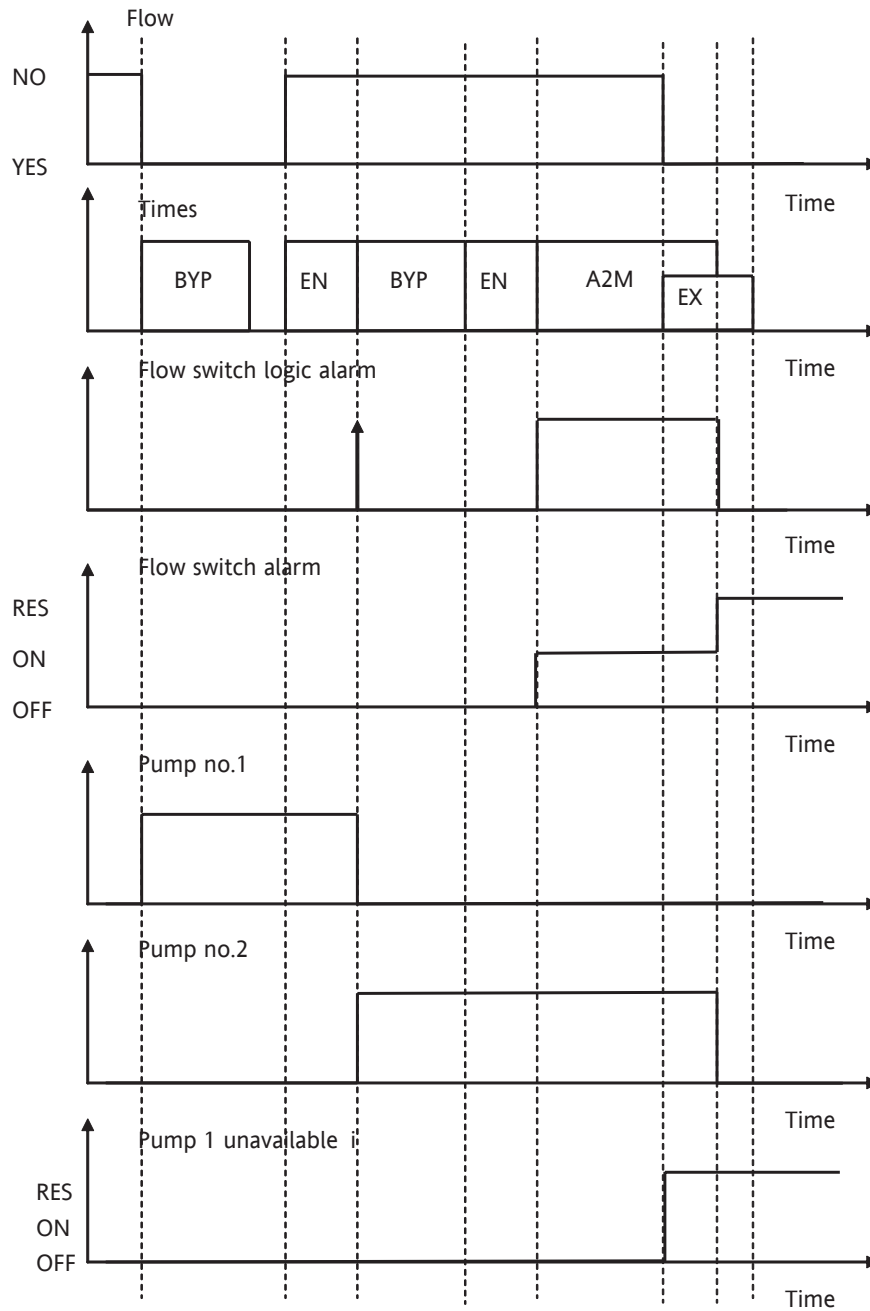 Flow
NO
YES
Time
Times
BYP
EN
BYP
EN
A2M
EX
Time
Flow switch logic alarm
Time
Flow switch alarm
RES
ON
OFF
Time
Pump no.1
Time
Pump no.2
Time
Pump 1 unavailable i
RES
ON
OFF
Time